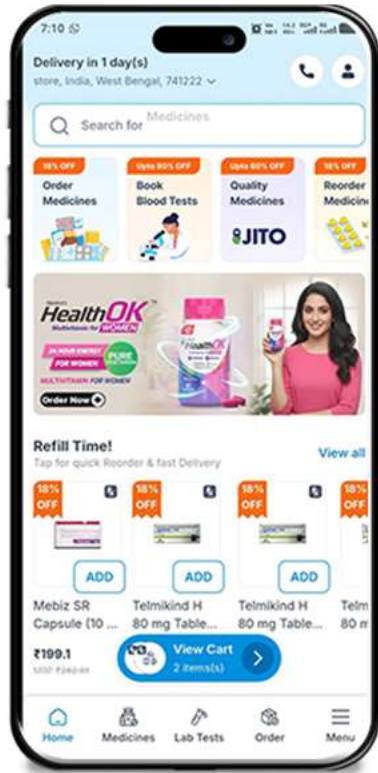 7:10
Delivery in 1 day(s)
store, India, West Bengal, 741222
Search for Medicines
18% OFF
Order
Medicines
Upto 80% OFF
Book
Blood Tests
Upto 80% OFF
Quality
Medicines
JITO
18% OFF
Reorder
Medicin
HealthOK
Multivitamin for WOMEN
24 HOUR ENERGY
FOR WOMEN
PURE
MULTIVITAMIN FOR WOMEN
Order Now
HealthOK
Refill Time!
View all
Tap for quick Reorder & fast Delivery
18%
OFF
ADD
18%
OFF
ADD
18%
OFF
ADD
18%
OFF
Mebiz SR
Capsule (10 ...
Telmikind H
80 mg Table...
Telmikind H
80 mg Table...
Telm
80 m
₹199.1
View Cart
2 items(s)
Home
Medicines
Lab Tests
Order
Menu